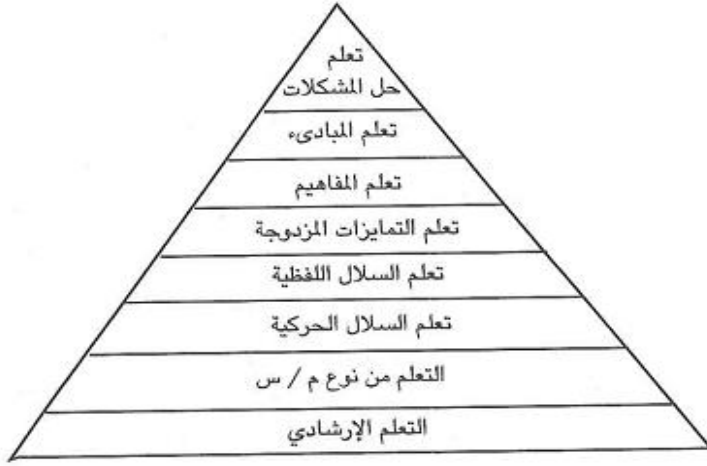 تعلم
حل المشكلات
تعلم المبادىء
تعلم المفاهيم
تعلم التمايزات المزدوجة
تعلم السلال اللفظية
تعلم السلال الحركية
التعلم من نوع م / س
التعلم الإرشادي